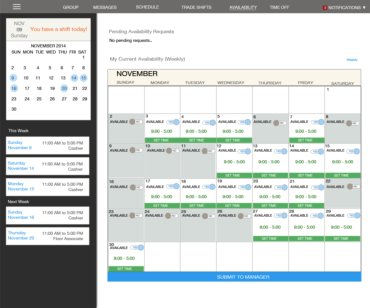 GROUP MESSAGES SCHEDULE TRADE SHIFTS AVAILABILITY TIME OFF NOTIFICATIONS
NOV
09
Sunday
You have a shift today!
NOVEMBER 2014
SUN MON TUE WED THU FRI SAT
1
2 3 4 5 6 7 8
9 10 11 12 13 14 15
16 17 18 19 20 21 22
23 24 25 26 27 28 29
30
This Week
Sunday 11:00 AM to 5:00 PM
November 9 Cashier
Saturday 11:00 AM to 5:00 PM
November 14 Cashier
Monday 11:00 AM to 5:00 PM
November 15 Cashier
Next Week
Sunday 11:00 AM to 5:00 PM
November 16 Cashier
Thursday 11:00 AM to 5:00 PM
November 20 Floor Associate
Pending Availability Requests
No pending requests..
My Current Availability (Weekly)
NOVEMBER
SUNDAY MONDAY TUESDAY WEDNESDAY THURSDAY FRIDAY SATURDAY
1
2 3 4 5 6 7 8
AVAILABLE AVAILABLE AVAILABLE AVAILABLE AVAILABLE AVAILABLE AVAILABLE
9:00 - 5:00 9:00 - 5:00
SET TIME SET TIME
9 10 11 12 13 14 15
AVAILABLE AVAILABLE AVAILABLE AVAILABLE AVAILABLE AVAILABLE AVAILABLE
9:00 - 5:00 9:00 - 5:00 9:00 - 5:00 9:00 - 5:00
SET TIME SET TIME SET TIME SET TIME
16 17 18 19 20 21 22
AVAILABLE AVAILABLE AVAILABLE AVAILABLE AVAILABLE AVAILABLE AVAILABLE
9:00 - 5:00 9:00 - 5:00 9:00 - 5:00 9:00 - 5:00 9:00 - 5:00
SET TIME SET TIME SET TIME SET TIME SET TIME
23 24 25 26 27 28 29
AVAILABLE AVAILABLE AVAILABLE AVAILABLE AVAILABLE AVAILABLE AVAILABLE
9:00 - 5:00 9:00 - 5:00 9:00 - 5:00 9:00 - 5:00
SET TIME SET TIME SET TIME SET TIME
30
AVAILABLE
9:00 - 5:00
SET TIME
SUBMIT TO MANAGER